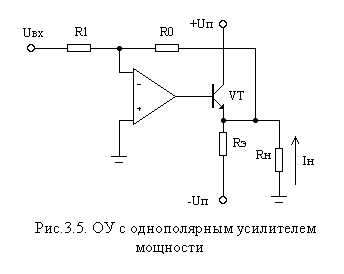 +Uп
Uвх
R1
R0
-
+
VT
Rэ
Rн
Iн
-Uп
Рис.3.5. ОУ с однополярным усилителем
мощности